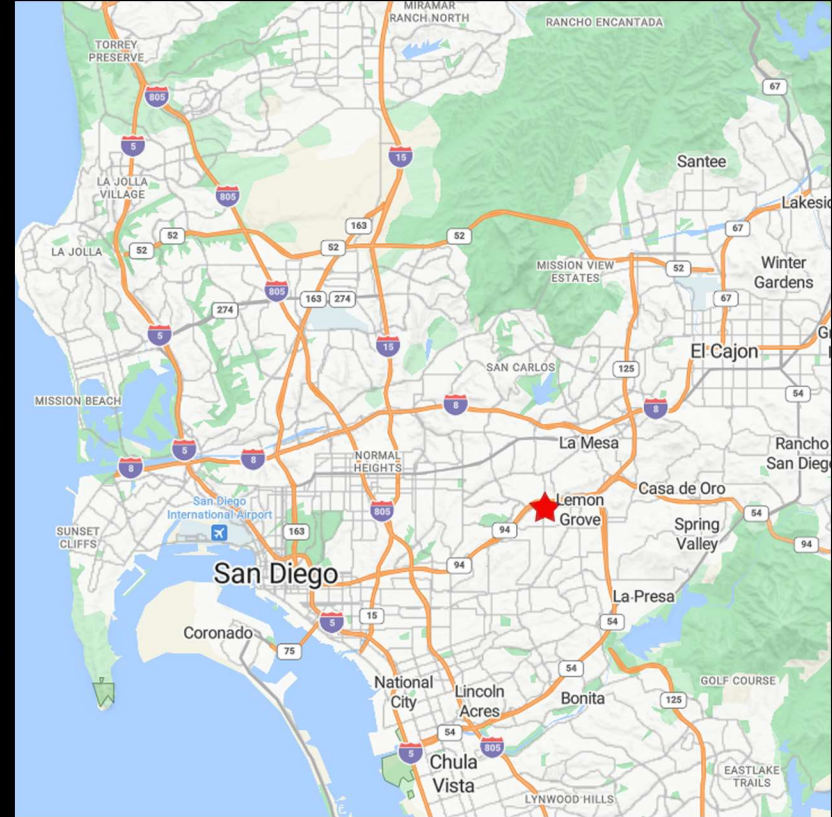 MIRAMAR
RANCH NORTH
RANCHO ENCANTADA
TORREY
PRESERVE
67
805
5
15
Santee
LA JOLLA
VILLAGE
805
Lakesid
163
67
52
52
52
52
LA JOLLA
MISSION VIEW
ESTATES
52
Winter
Gardens
805
163
274
67
274
5
15
El Cajon
SAN CARLOS
125
54
MISSION BEACH
8
8
La Mesa
Rancho
San Diego
5
8
8
NORMAL
HEIGHTS
Casa de Oro
San Diego
International Airport
Lemon
Grove
805
54
SUNSET
CLIFFS
163
94
Spring
Valley
94
94
San Diego
La Presa
15
5
54
Coronado
75
54
GOLF COURSE
National
City
Lincoln
Acres
Bonita
125
54
5
805
Chula
Vista
EASTLAKE
TRAILS
LYNWOOD HILLS